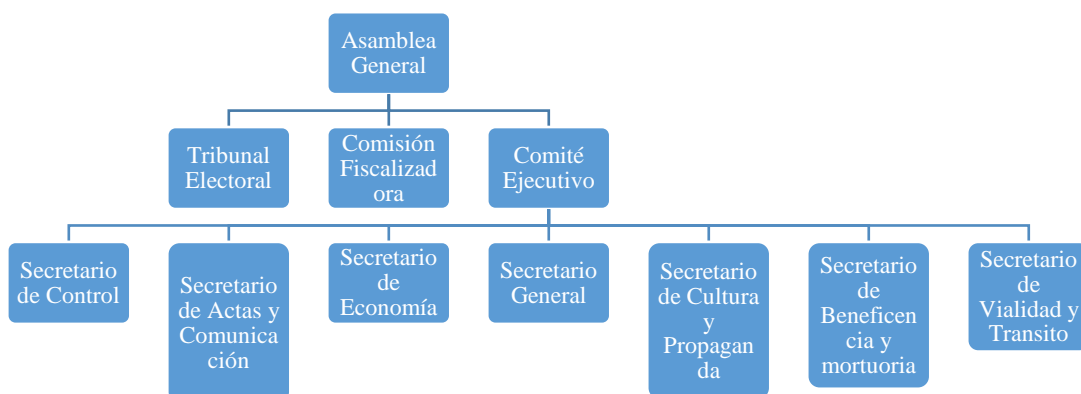 Asamblea
General
Tribunal
Electoral
Comisión
Fiscalizad
ora
Comité
Ejecutivo
Secretario
de Control
Secretario
de Actas y
Comunica
ción
Secretario
de
Economía
Secretario
General
Secretario
de Cultura
y
Propagan
da
Secretario
de
Beneficen
cia y
mortuoria
Secretario
de
Vialidad y
Transito